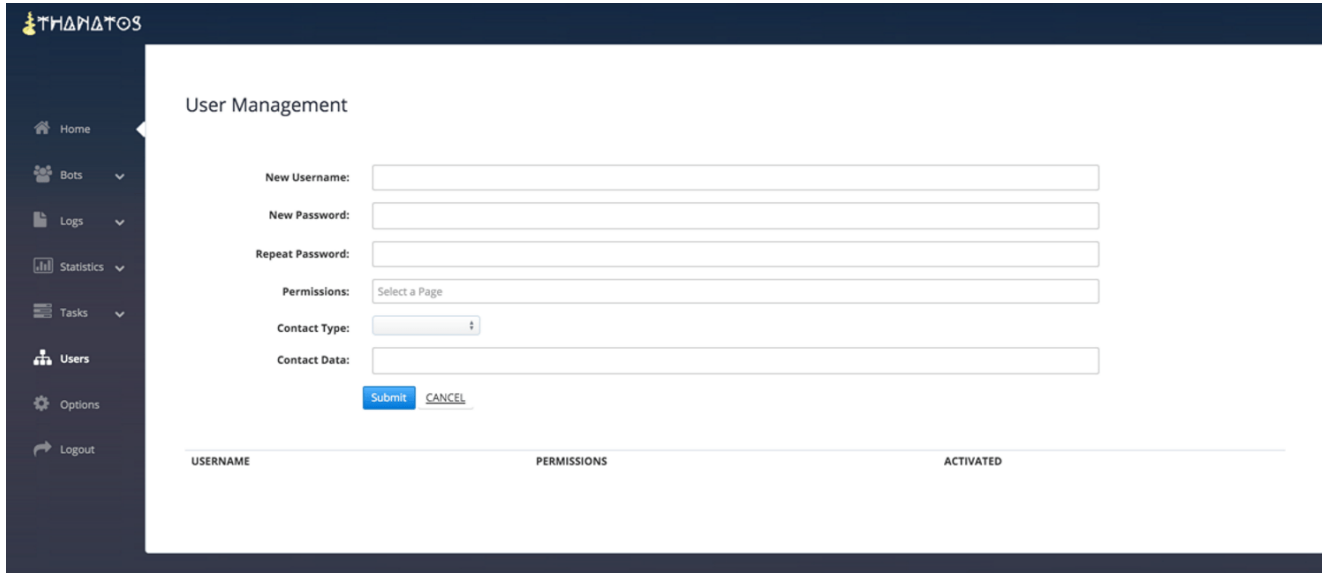 THANATOS
User Management
Home
Bots
Logs
Statistics
Tasks
Users
Options
Logout
New Username:
New Password:
Repeat Password:
Permissions: Select a Page
Contact Type:
Contact Data:
Submit CANCEL
USERNAME PERMISSIONS ACTIVATED